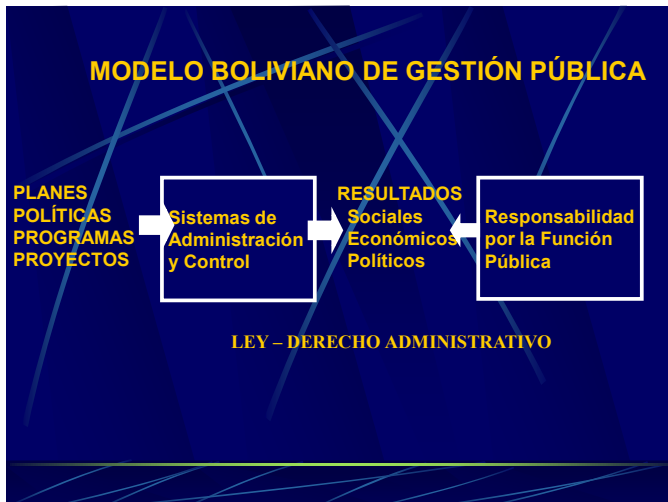 MODELO BOLIVIANO DE GESTIÓN PÚBLICA
PLANES
POLÍTICAS
PROGRAMAS
PROYECTOS
Sistemas de
Administración
y Control
RESULTADOS
Sociales
Económicos
Políticos
Responsabilidad
por la Función
Pública
LEY – DERECHO ADMINISTRATIVO